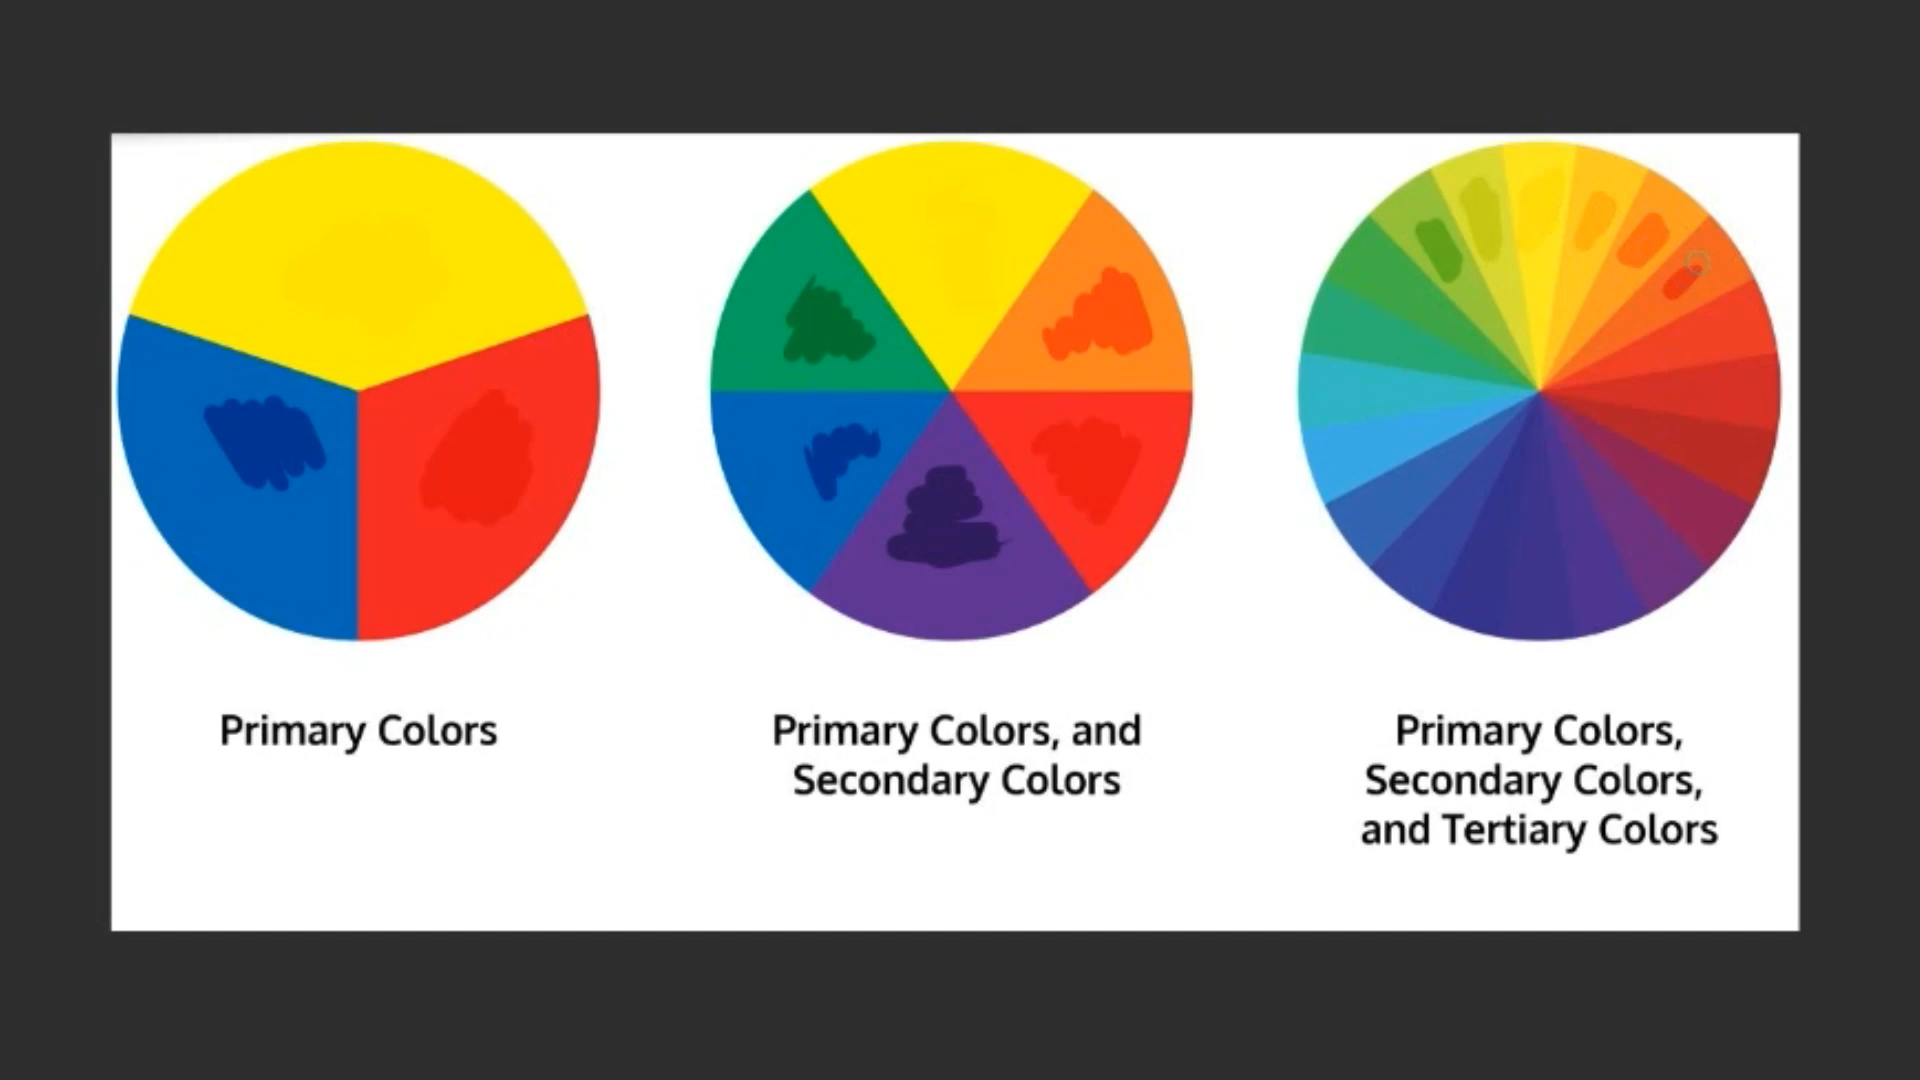 Primary Colors
Primary Colors, and
Secondary Colors
Primary Colors,
Secondary Colors,
and Tertiary Colors